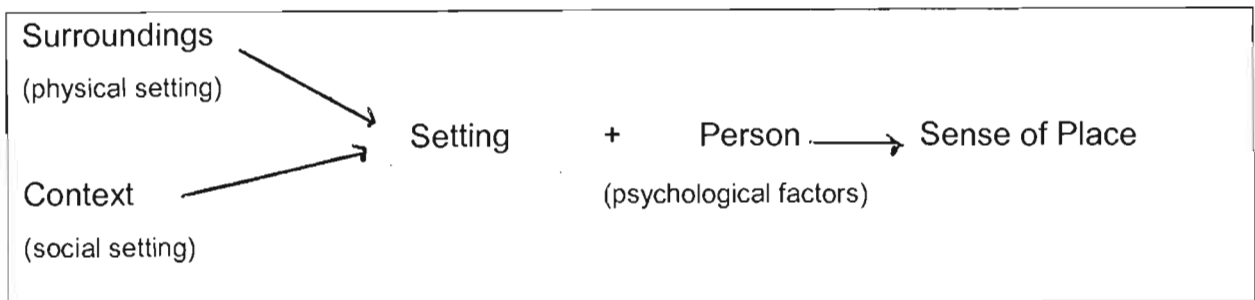 Surroundings
(physical setting)
Setting + Person Sense of Place
(psychological factors)
Context
(social setting)